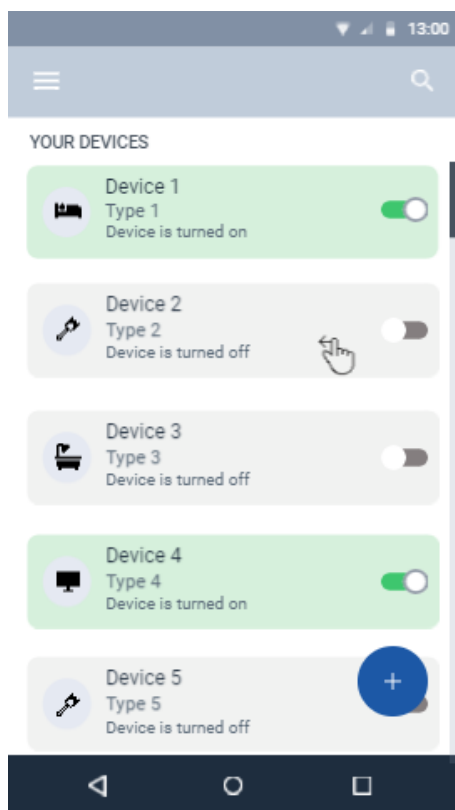 13:00
YOUR DEVICES
Device 1
Type 1
Device is turned on
Device 2
Type 2
Device is turned off
Device 3
Type 3
Device is turned off
Device 4
Type 4
Device is turned on
Device 5
Type 5
Device is turned off